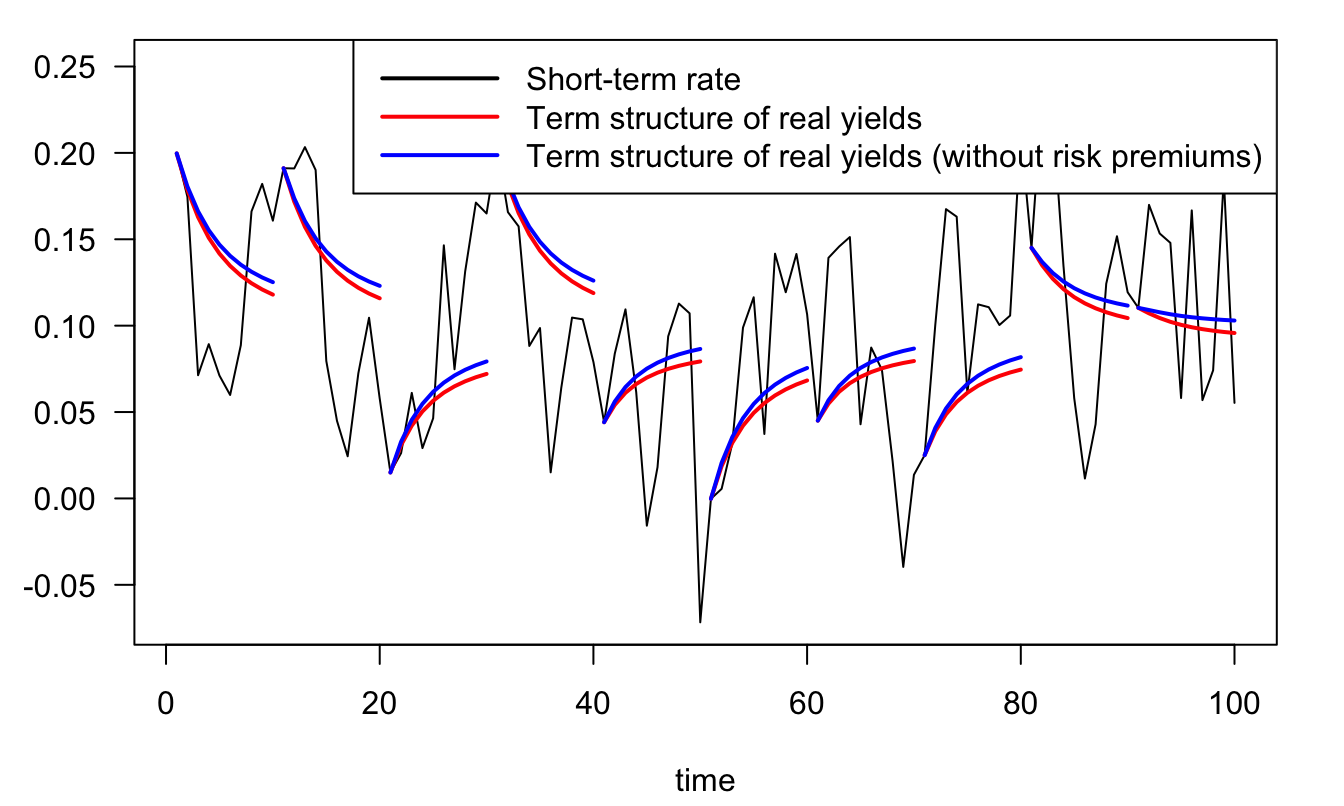 0.25
0.20
0.15
0.10
0.05
0.00
-0.05
Short-term rate
Term structure of real yields
Term structure of real yields (without risk premiums)
0 20 40 60 80 100
time